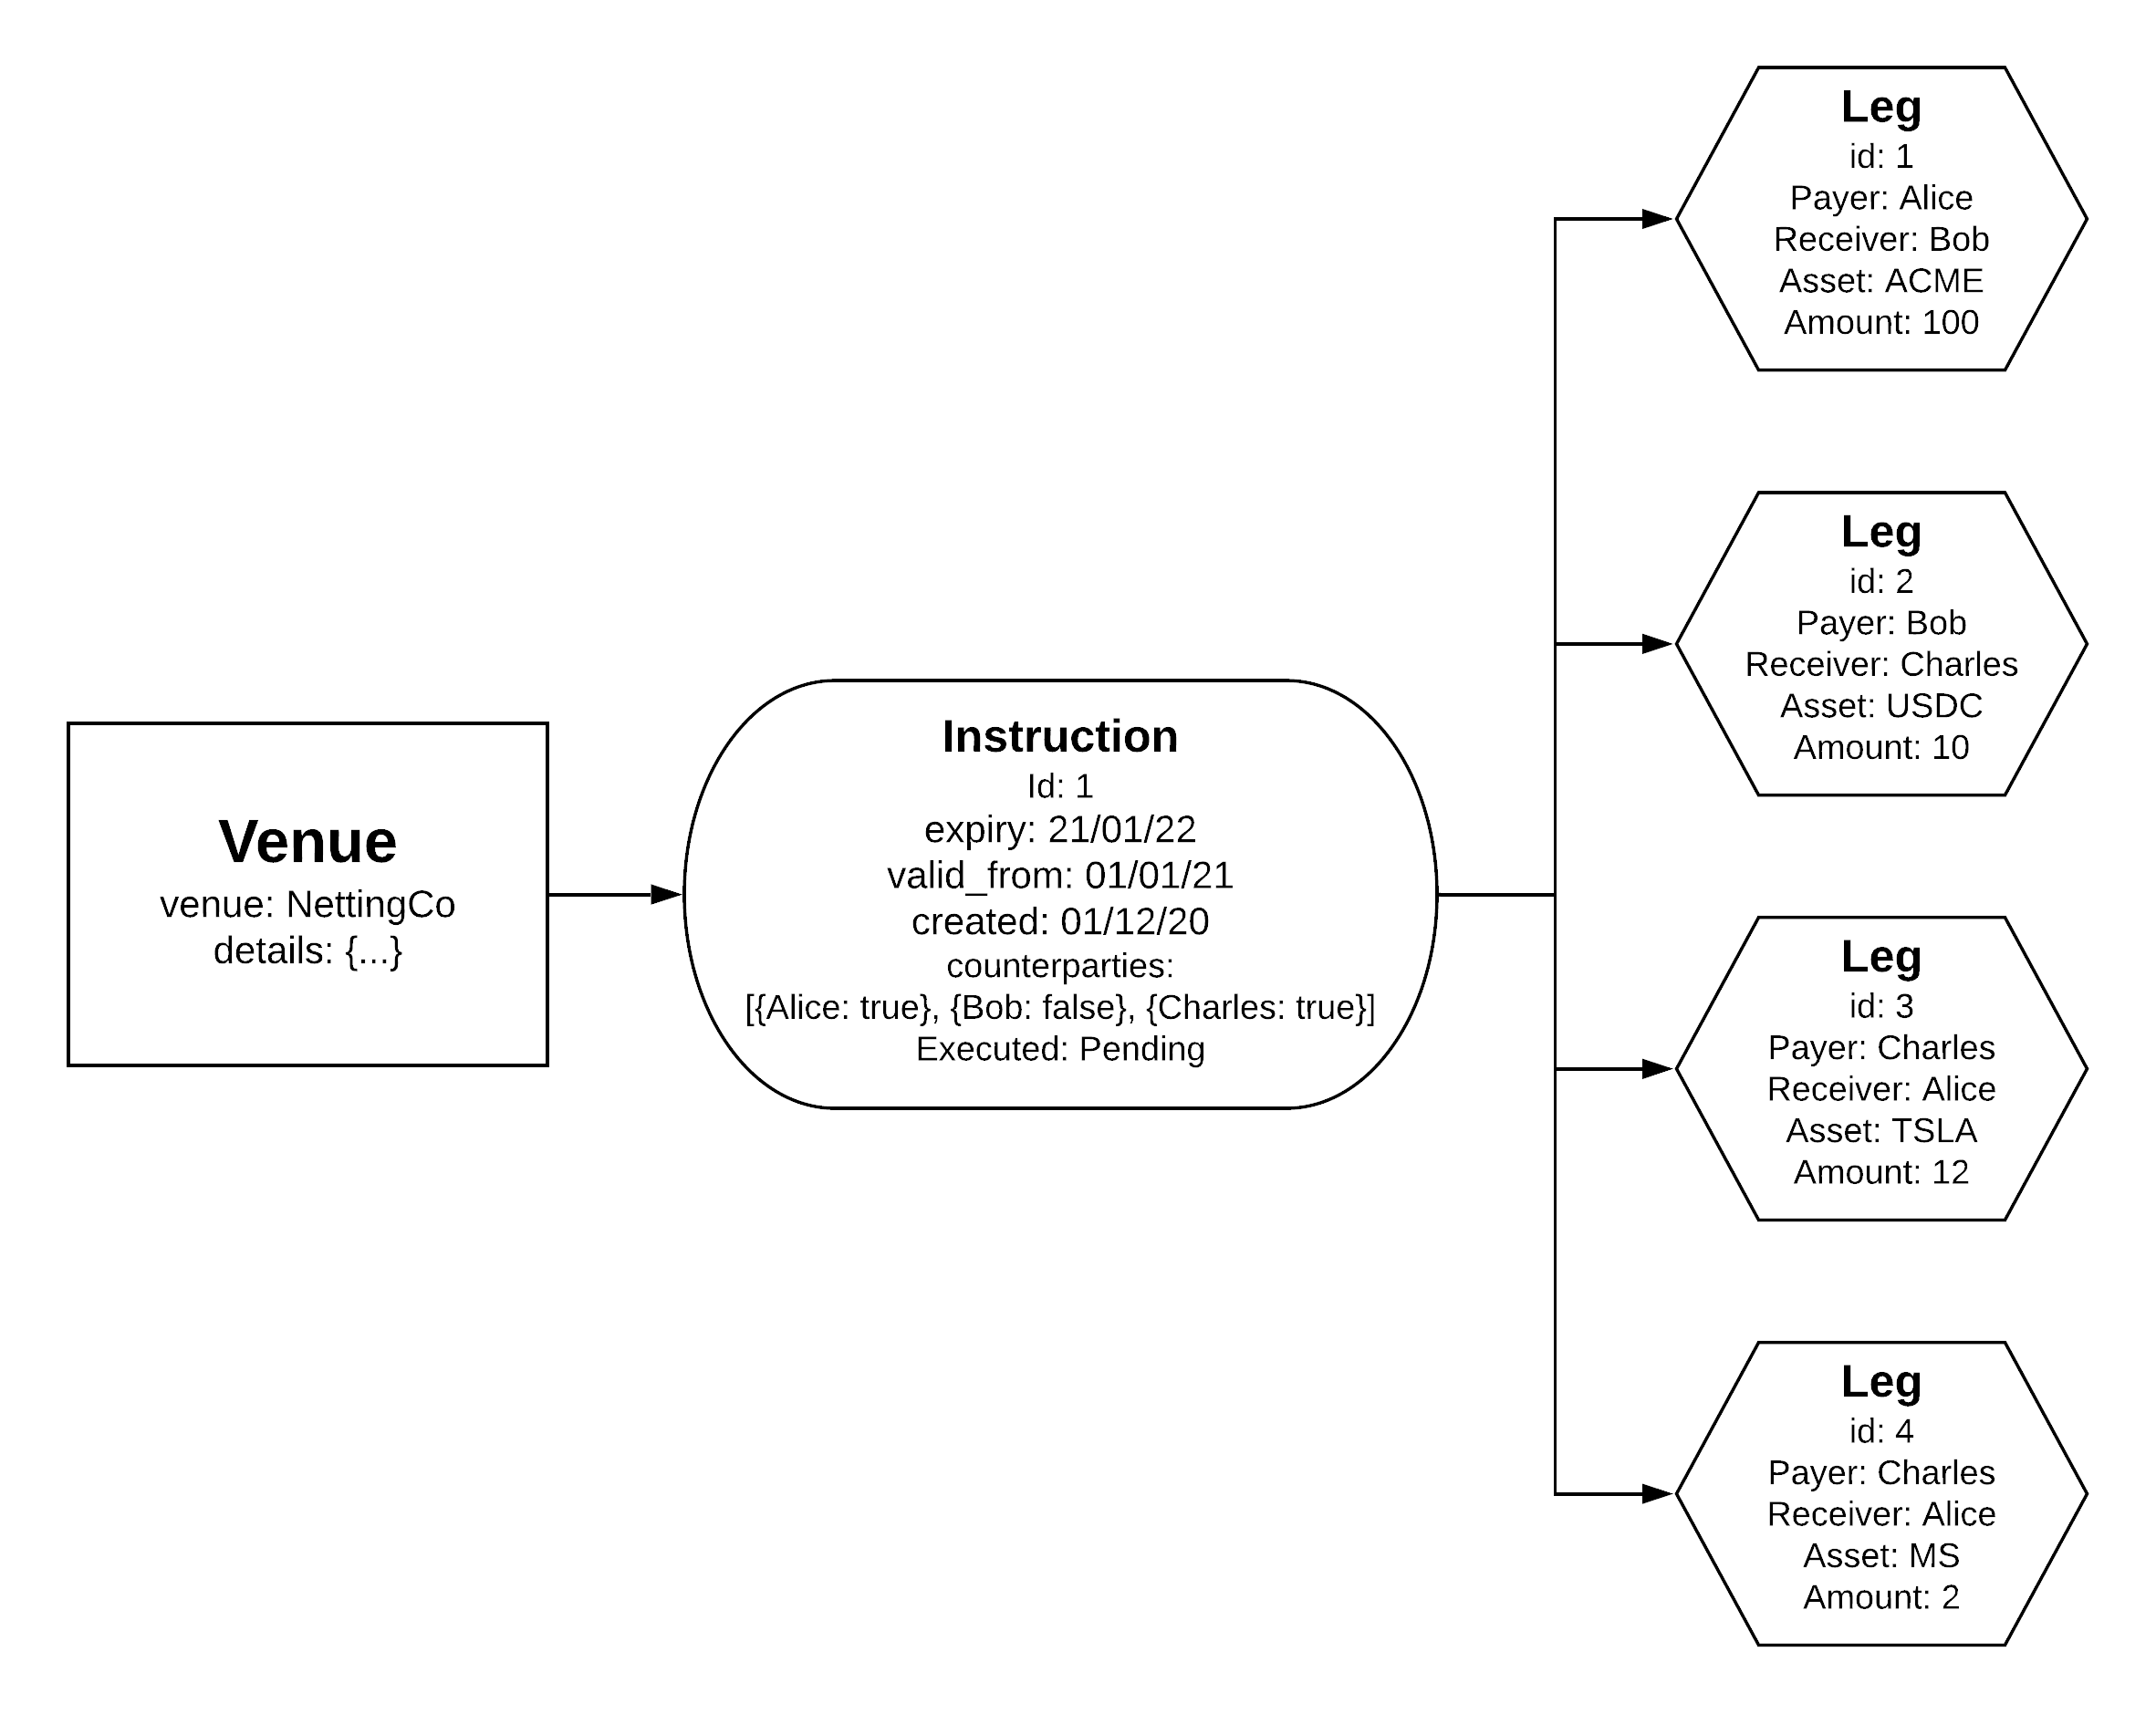 Venue
venue: NettingCo
details: {...}
Instruction
Id: 1
expiry: 21/01/22
valid_from: 01/01/21
created: 01/12/20
counterparties:
[{Alice: true}, {Bob: false}, {Charles: true}]
Executed: Pending
Leg
id: 1
Payer: Alice
Receiver: Bob
Asset: ACME
Amount: 100
Leg
id: 2
Payer: Bob
Receiver: Charles
Asset: USDC
Amount: 10
Leg
id: 3
Payer: Charles
Receiver: Alice
Asset: TSLA
Amount: 12
Leg
id: 4
Payer: Charles
Receiver: Alice
Asset: MS
Amount: 2